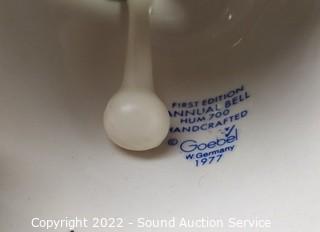 FIRST EDITION
ANNUAL BELL
HUM 700
HANDCRAFTED
© Goebel
W. Germany
1977
Copyright 2022 - Sound Auction Service